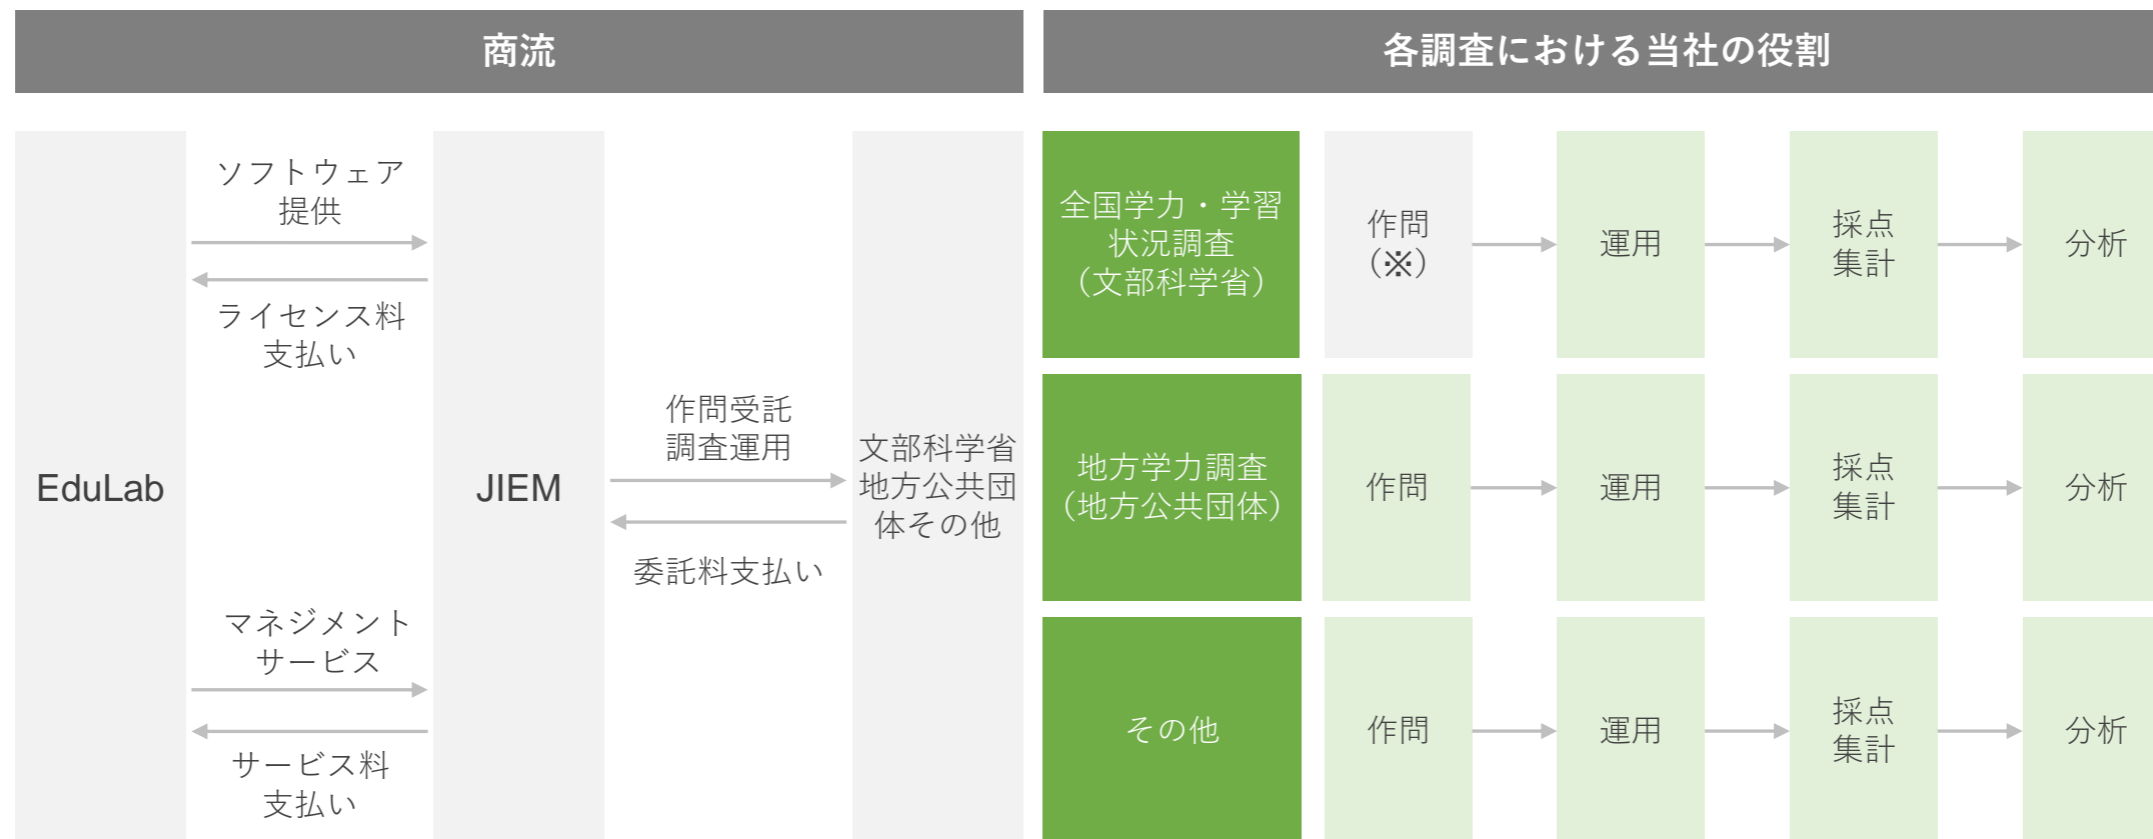 商流
各調査における当社の役割
EduLab
ソフトウェア
提供
ライセンス料
支払い
マネジメント
サービス
サービス料
支払い
JIEM
作問受託
調査運用
委託料支払い
文部科学省
地方公共団
体その他
全国学力・学習
状況調査
（文部科学省）
作問
（※）
運用
採点
集計
分析
地方学力調査
（地方公共団体）
作問
運用
採点
集計
分析
その他
作問
運用
採点
集計
分析